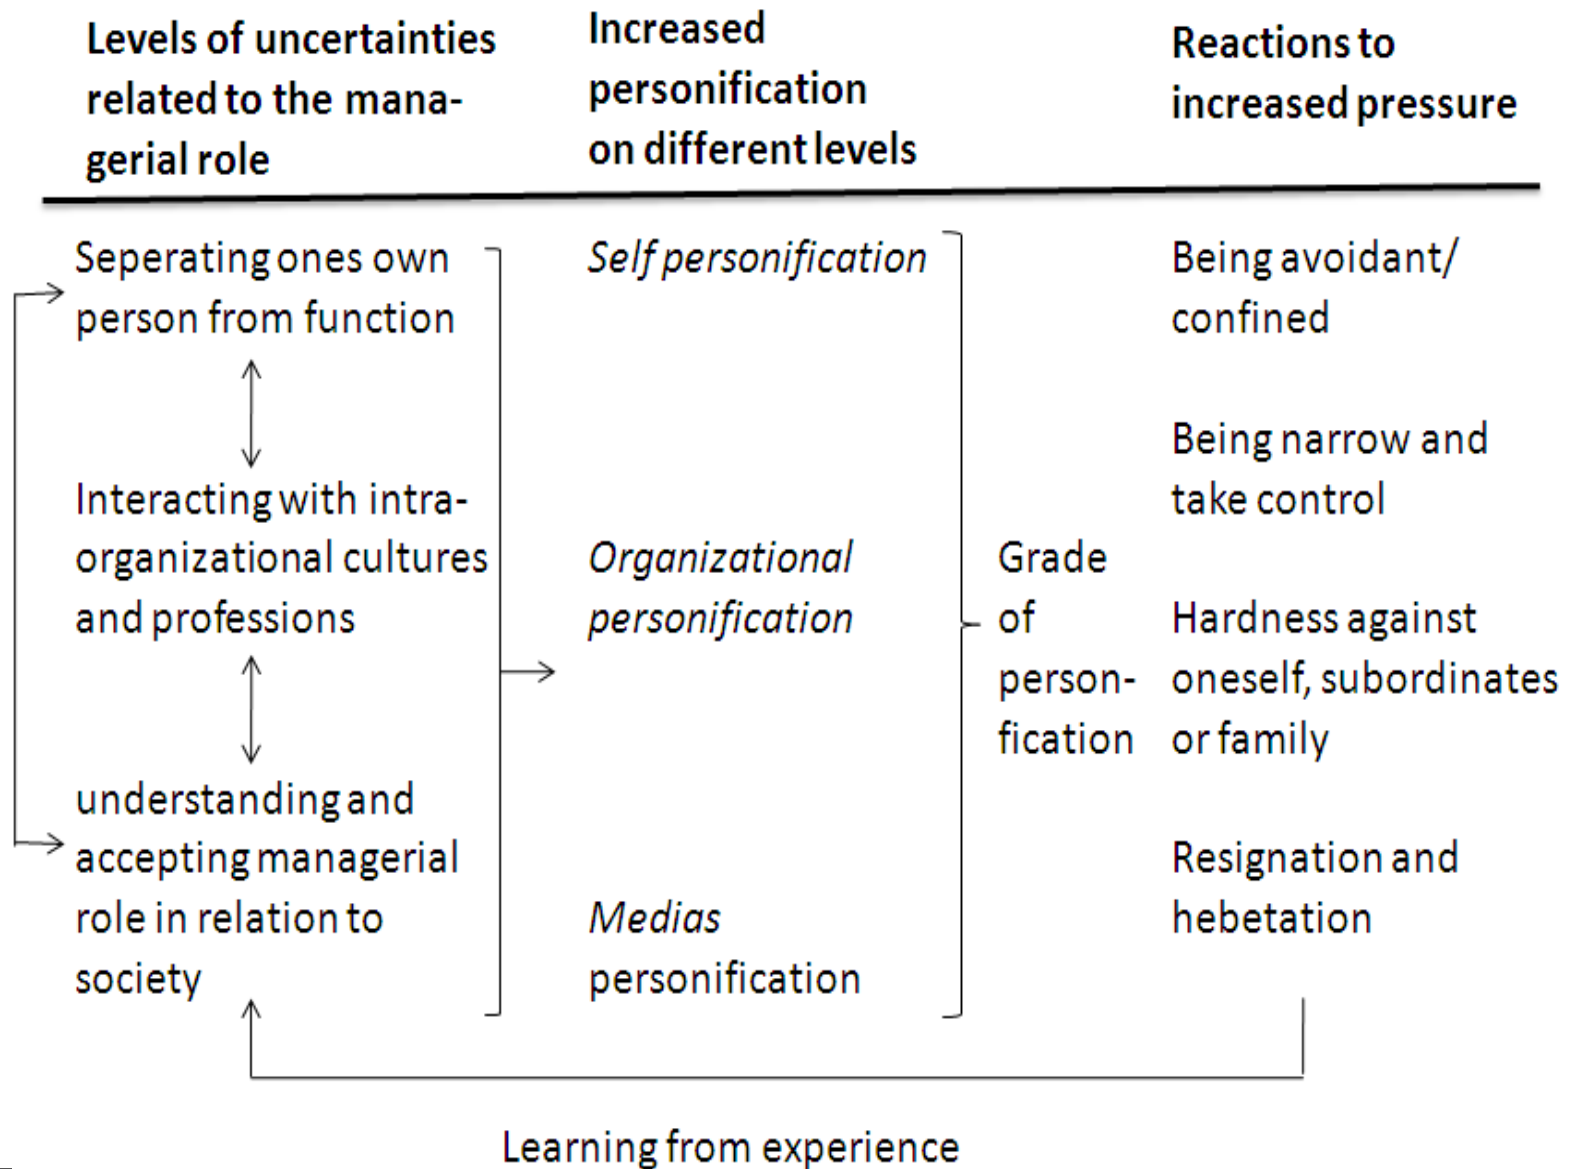 Levels of uncertainties
related to the mana-
gerial role
Increased
personification
on different levels
Reactions to
increased pressure
Seperating ones own
person from function
Interacting with intra-
organizational cultures
and professions
understanding and
accepting managerial
role in relation to
society
Self personification
Organizational
personification
Medias
personification
Grade
of
person-
fication
Being avoidant/
confined
Being narrow and
take control
Hardness against
oneself, subordinates
or family
Resignation and
hebetation
Learning from experience